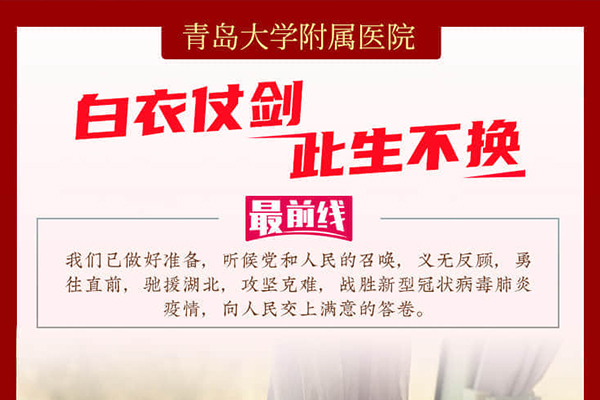 青岛大学附属医院
白衣仗剑
此生不换
最前线
我们已做好准备，听候党和人民的召唤，义无反顾，勇
往直前，驰援湖北，攻坚克难，战胜新型冠状病毒肺炎
疫情，向人民交上满意的答卷。